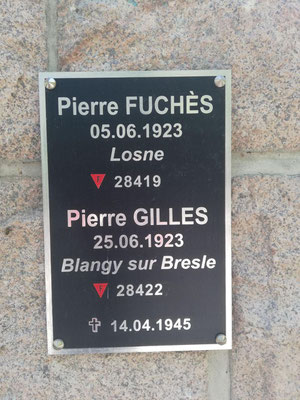 Pierre FUCHÈS
05.06.1923
Losne
F 28419
Pierre GILLES
25.06.1923
Blangy sur Bresle
F 28422
✝ 14.04.1945